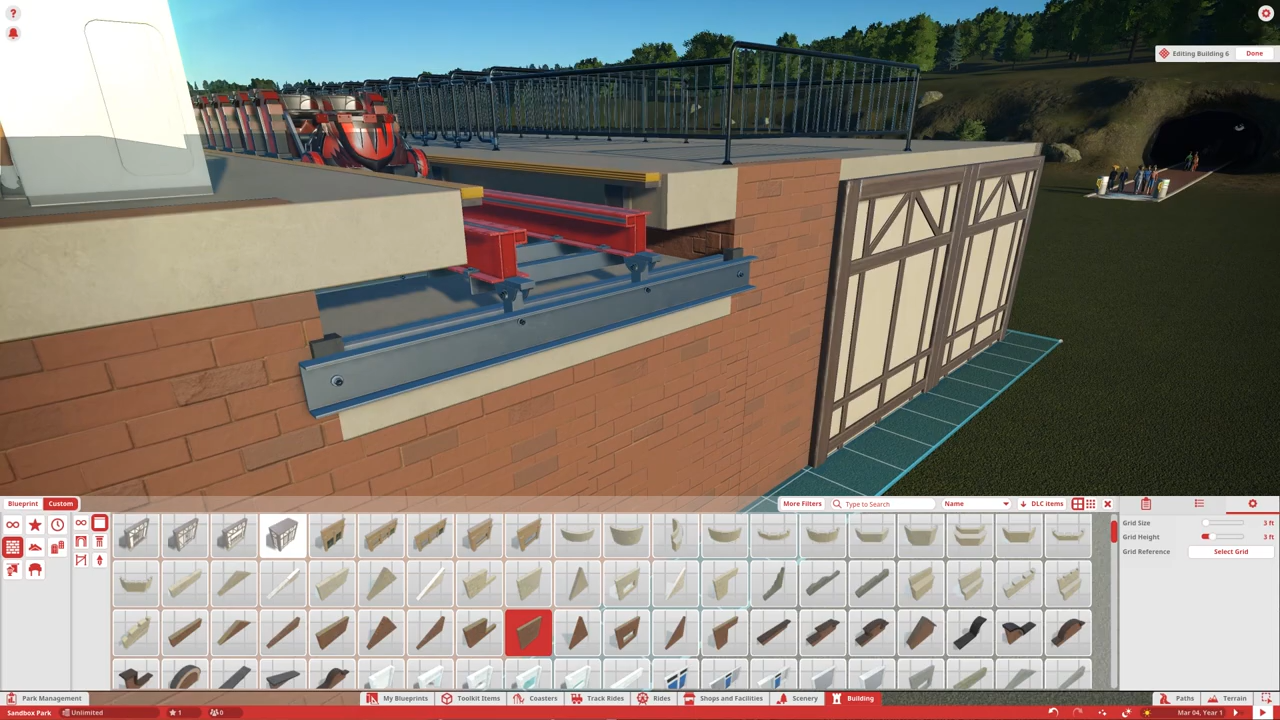 Editing Building 6 Done
Blueprint Custom More Filters Type to Search Name DLC items
Grid Size 3 ft
Grid Height 3 ft
Grid Reference Select Grid
Park Management My Blueprints Toolkit Items Coasters Track Rides Rides Shops and Facilities Scenery Building Paths Terrain
Sandbox Park Unlimited 1 0 Mar 04, Year 1